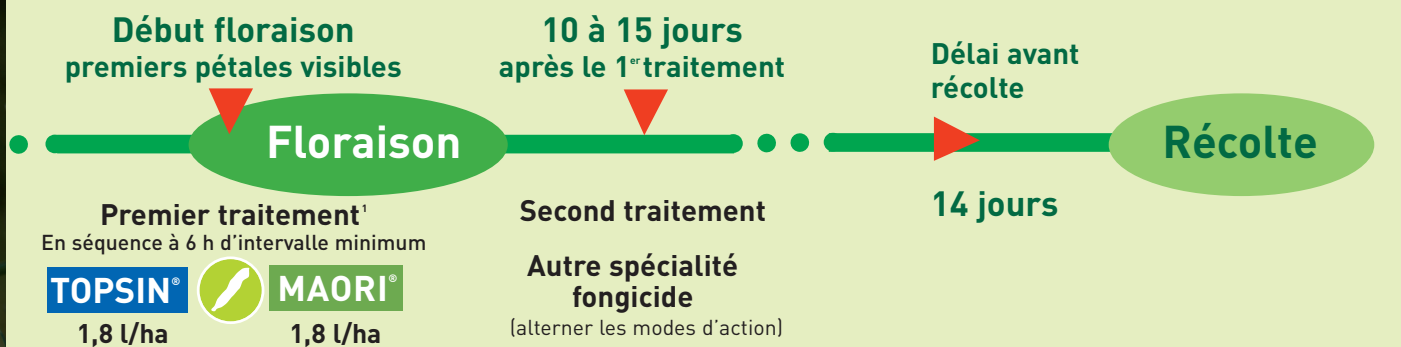 Début floraison
premiers pétales visibles
10 à 15 jours
après le 1er traitement
Délai avant
récolte
Floraison
Récolte
Premier traitement¹
En séquence à 6 h d’intervalle minimum
TOPSIN® MAORI®
1,8 l/ha 1,8 l/ha
Second traitement
Autre spécialité
fongicide
(alterner les modes d’action)
14 jours